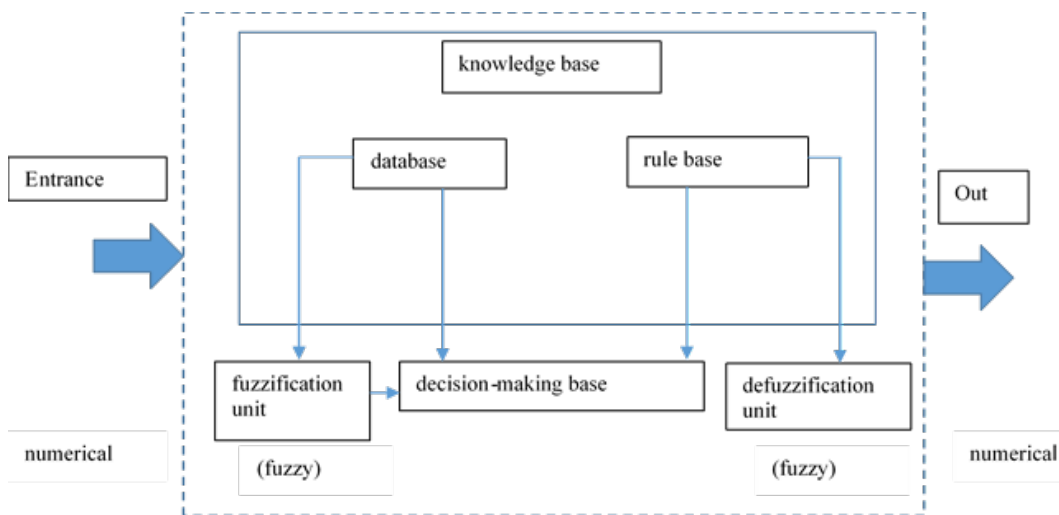 knowledge base
database
rule base
Entrance
Out
fuzzification
unit
decision-making base
defuzzification
unit
numerical
(fuzzy)
(fuzzy)
numerical